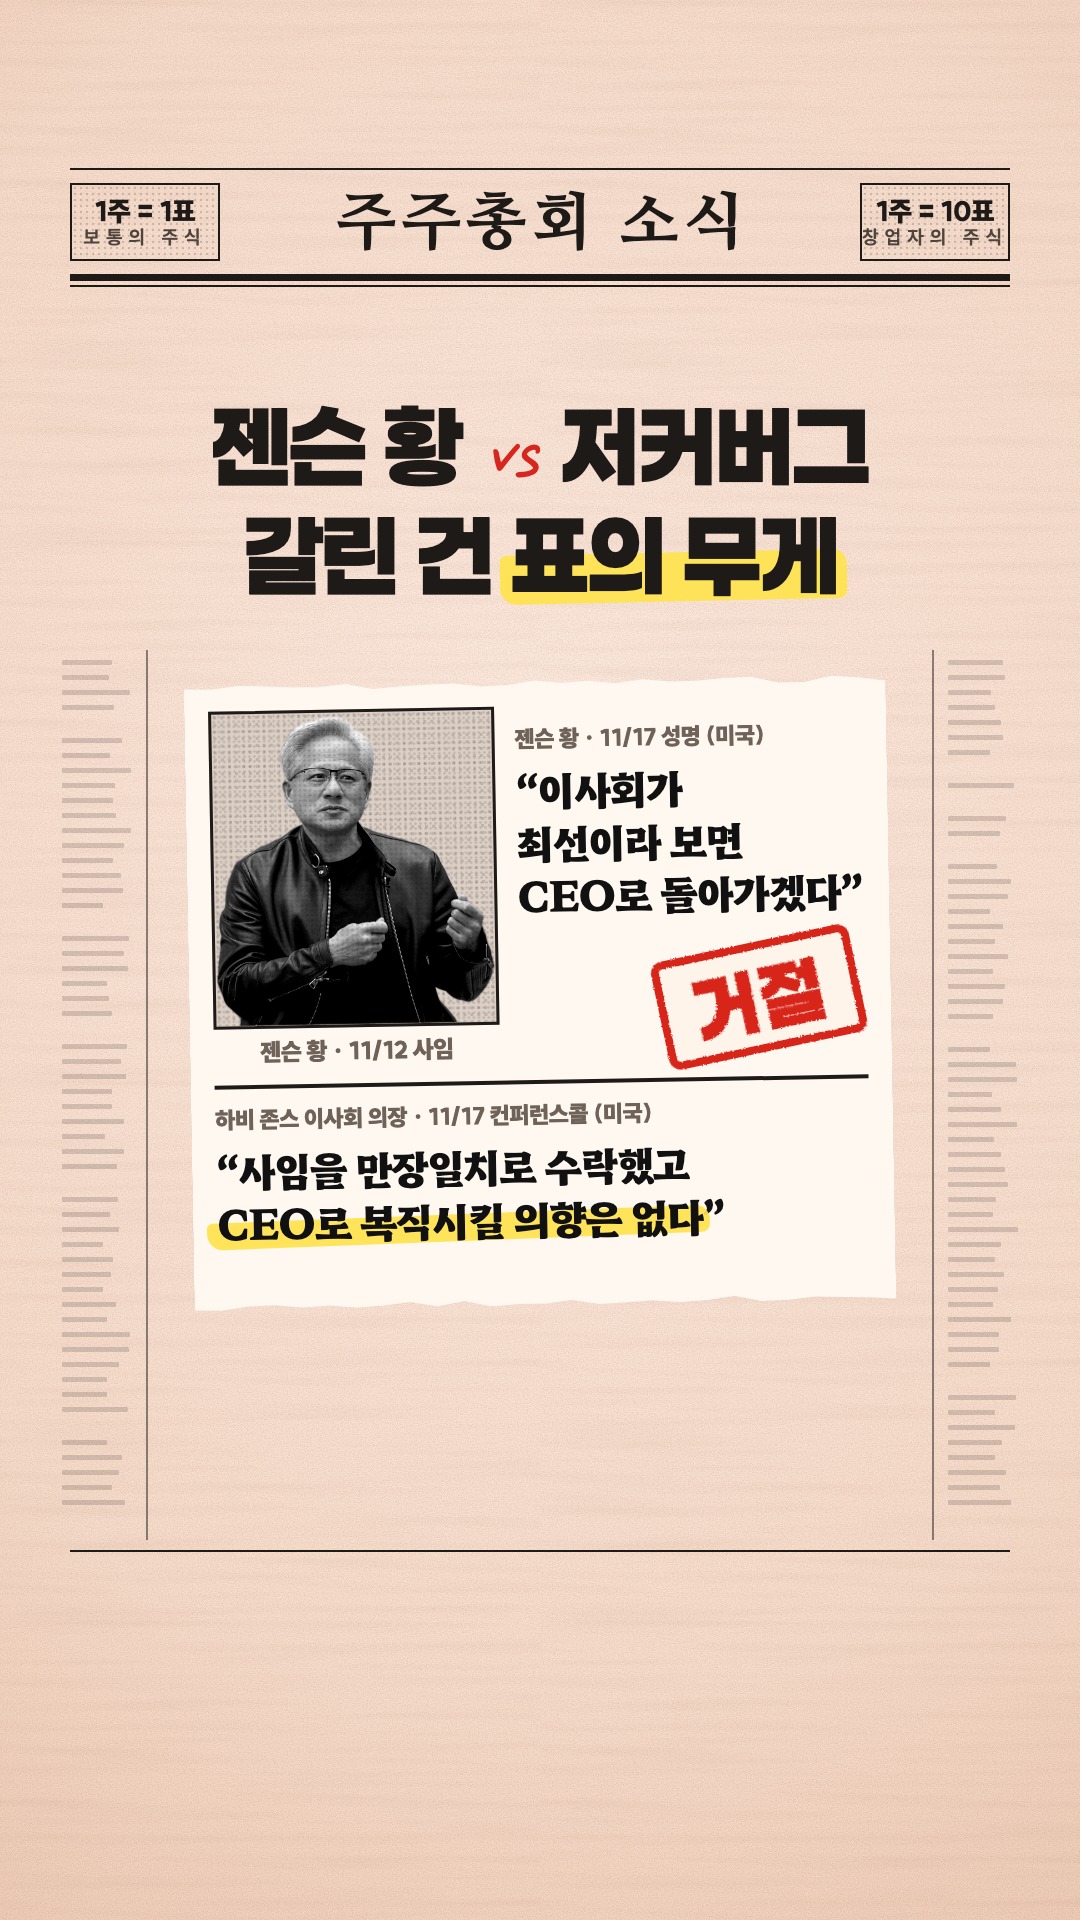 1주 = 1표
보통의 주식
주주총회 소식
1주 = 10표
창업자의 주식
젠슨 황 vs 저커버그
갈린 건 표의 무게
젠슨 황 · 11/17 성명 (미국)
“이사회가
최선이라 보면
CEO로 돌아가겠다”
거절
젠슨 황 · 11/12 사임
하비 존스 이사회 의장 · 11/17 컨퍼런스콜 (미국)
“사임을 만장일치로 수락했고
CEO로 복직시킬 의향은 없다”